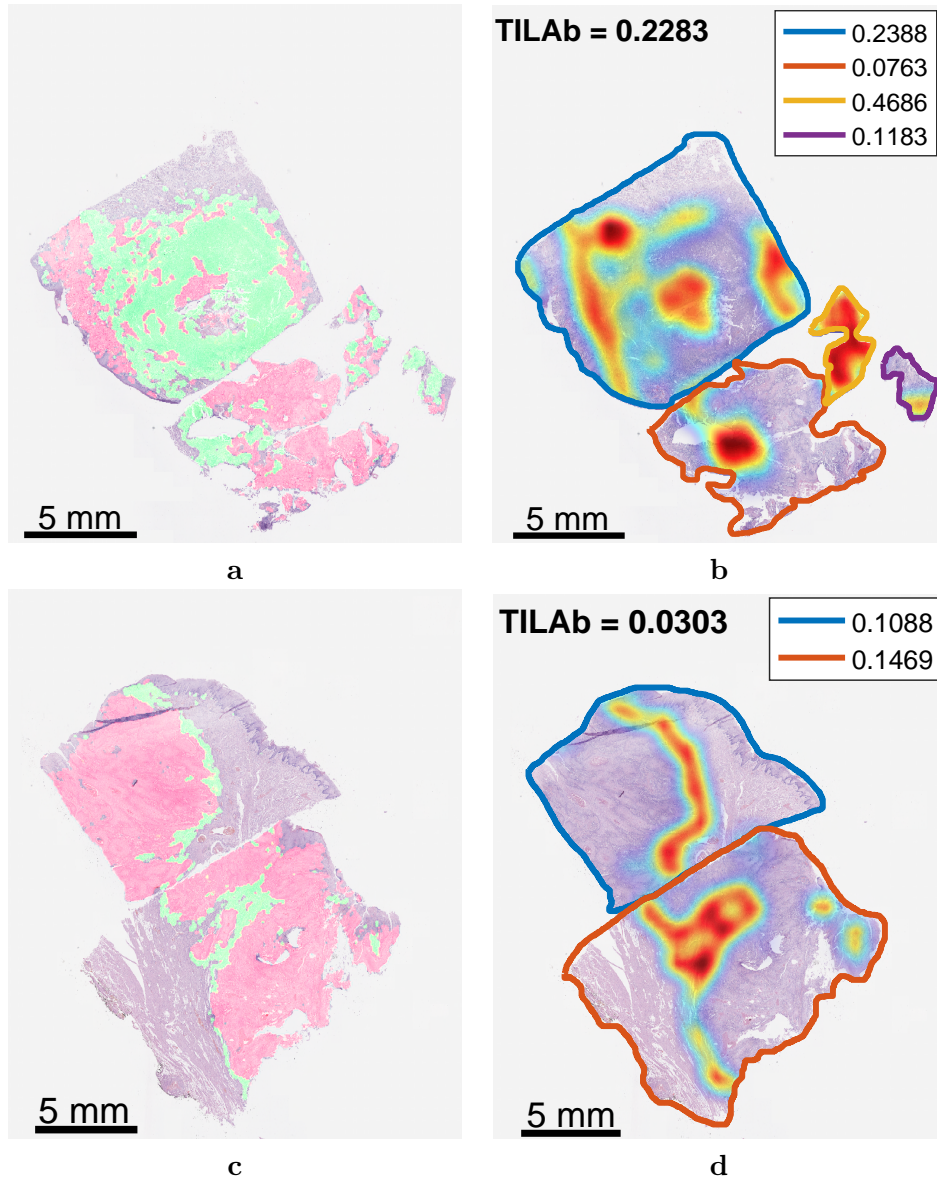 TILAb = 0.2283
0.2388
0.0763
0.4686
0.1183
5 mm
5 mm
a
b
TILAb = 0.0303
0.1088
0.1469
5 mm
5 mm
c
d